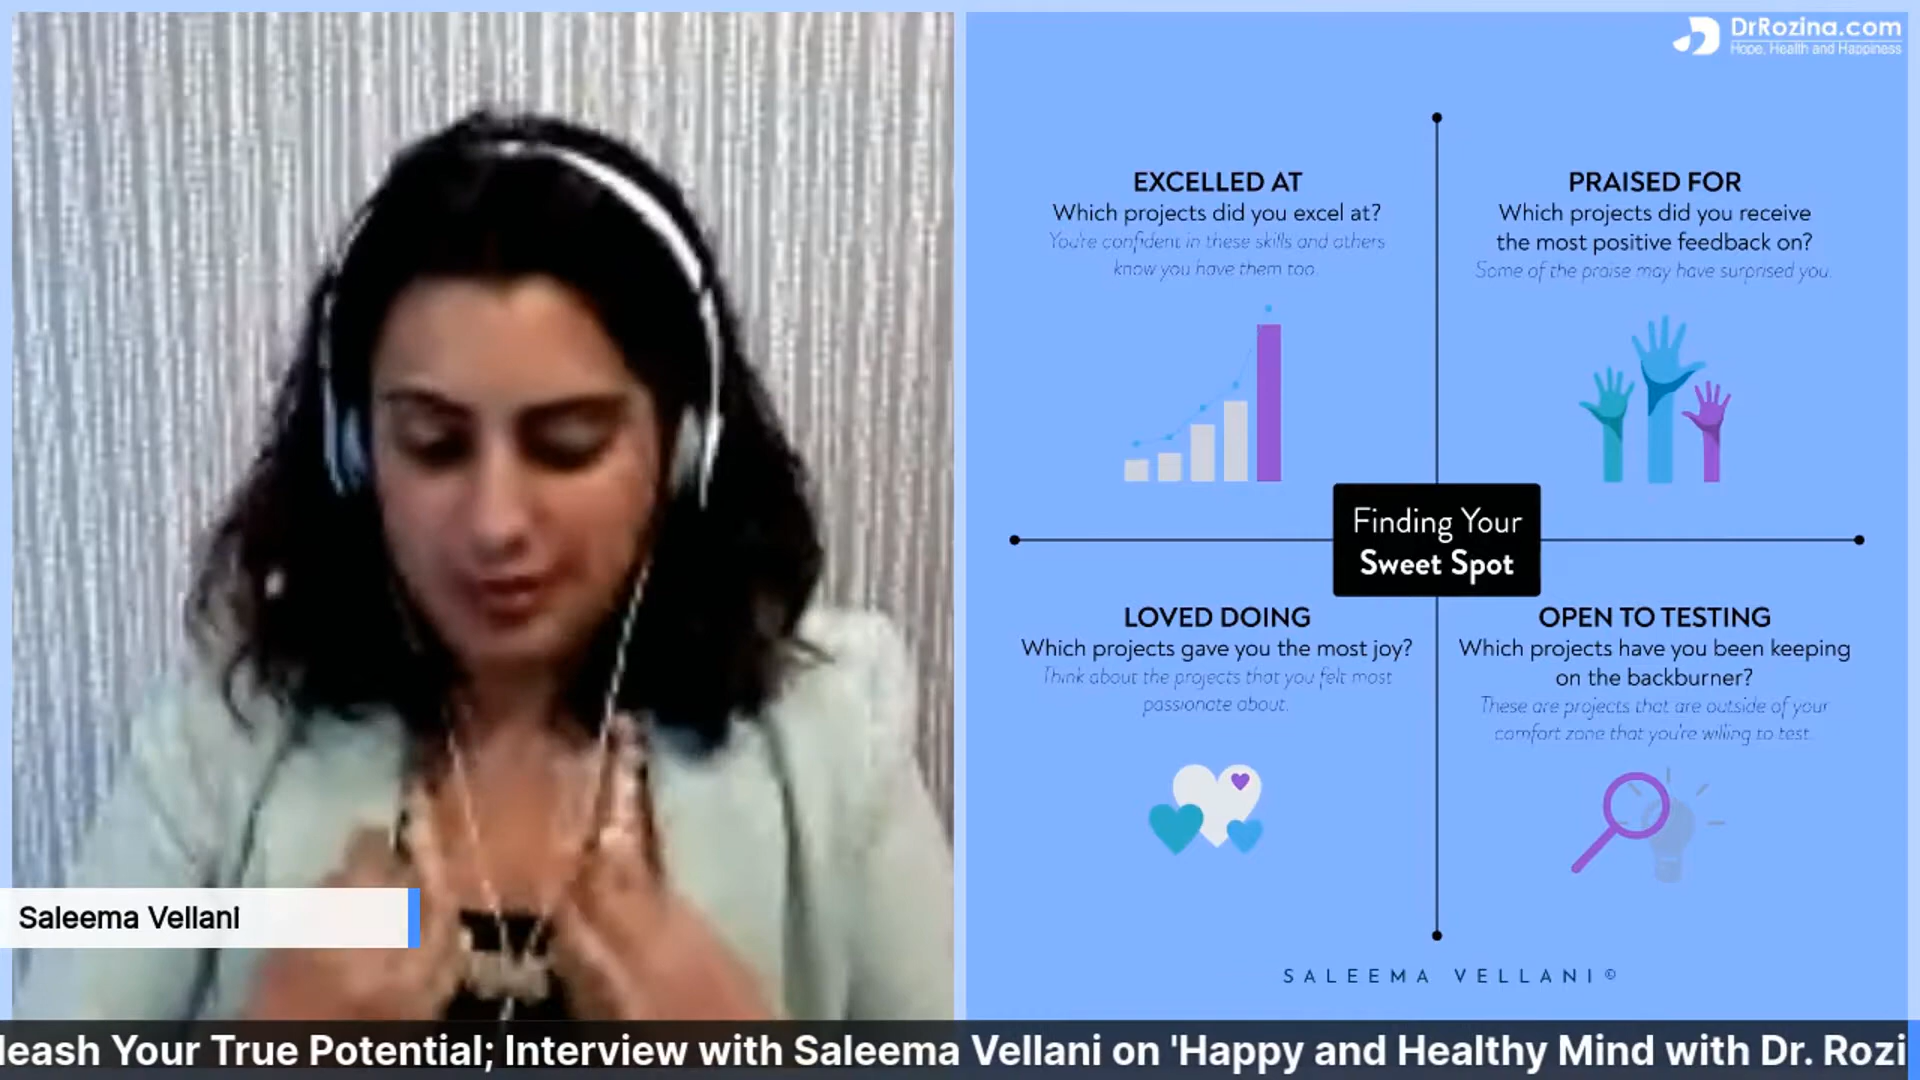 DrRozina.com
Hope, Health and Happiness
EXCELLED AT
Which projects did you excel at?
You're confident in these skills and others
know you have them too.
PRAISED FOR
Which projects did you receive
the most positive feedback on?
Some of the praise may have surprised you.
Finding Your
Sweet Spot
LOVED DOING
Which projects gave you the most joy?
Think about the projects that you felt most
passionate about.
OPEN TO TESTING
Which projects have you been keeping
on the backburner?
These are projects that are outside of your
comfort zone that you're willing to test.
SALEEMA VELLANI©
Saleema Vellani
leash Your True Potential; Interview with Saleema Vellani on 'Happy and Healthy Mind with Dr. Rozi